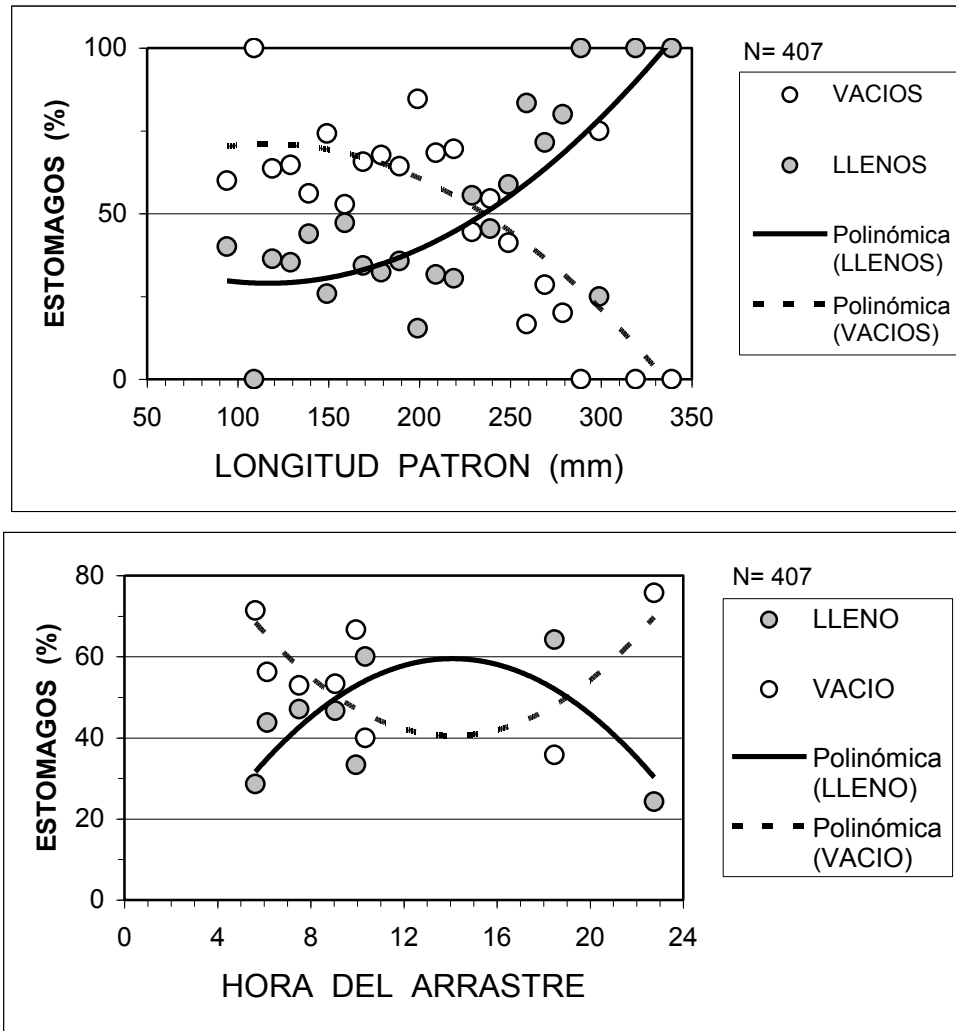 ESTOMAGOS (%)
100
50
0
50
100
150
200
250
300
350
LONGITUD PATRON (mm)
N= 407
VACIOS
LLENOS
Polinómica
(LLENOS)
Polinómica
(VACIOS)
ESTOMAGOS (%)
80
60
40
20
0
0
4
8
12
16
20
24
HORA DEL ARRASTRE
N= 407
LLENO
VACIO
Polinómica
(LLENO)
Polinómica
(VACIO)